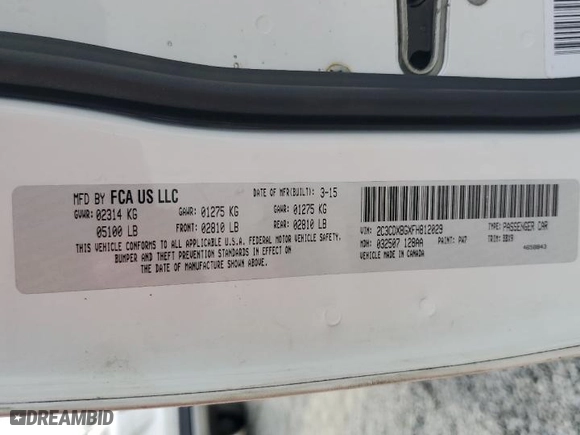 MFD BY FCA US LLC
DATE OF MFR(BUILT): 3-15
GVWR: 02314 KG GAWR: 01275 KG GAWR: 01275 KG
05100 LB FRONT: 02810 LB REAR: 02810 LB
THIS VEHICLE CONFORMS TO ALL APPLICABLE U.S.A. FEDERAL MOTOR VEHICLE SAFETY,
BUMPER AND THEFT PREVENTION STANDARDS IN EFFECT ON THE DATE OF MANUFACTURE SHOWN ABOVE.
VIN: 2C3CDXBGXFH812029 TYPE: PASSENGER CAR
MDH: 032507 128AA PAINT: PW7 TRIM: BBX9
VEHICLE MADE IN CANADA
DREAMBID